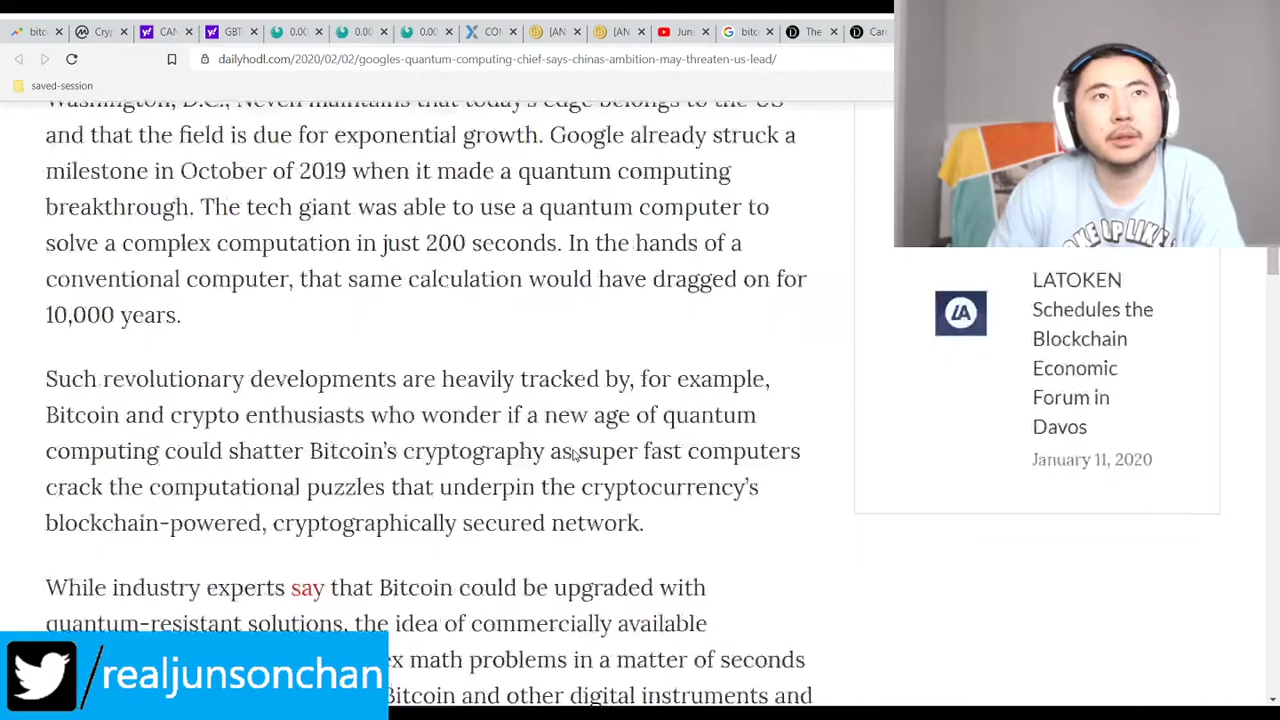 bitc
Cryp
CAN
GBT
0.00
0.00
0.00
COI
[AN
[AN
Juns
bitc
The
Card
dailyhodl.com/2020/02/02/googles-quantum-computing-chief-says-chinas-ambition-may-threaten-us-lead/
saved-session
Washington, D.C., Neven maintains that today's edge belongs to the US
and that the field is due for exponential growth. Google already struck a
milestone in October of 2019 when it made a quantum computing
breakthrough. The tech giant was able to use a quantum computer to
solve a complex computation in just 200 seconds. In the hands of a
conventional computer, that same calculation would have dragged on for
10,000 years.
Such revolutionary developments are heavily tracked by, for example,
Bitcoin and crypto enthusiasts who wonder if a new age of quantum
computing could shatter Bitcoin's cryptography as super fast computers
crack the computational puzzles that underpin the cryptocurrency's
blockchain-powered, cryptographically secured network.
While industry experts say that Bitcoin could be upgraded with
quantum-resistant solutions, the idea of commercially available
ex math problems in a matter of seconds
Bitcoin and other digital instruments and
LA
LATOKEN
Schedules the
Blockchain
Economic
Forum in
Davos
January 11, 2020
UP LIK
/realjunsonchan